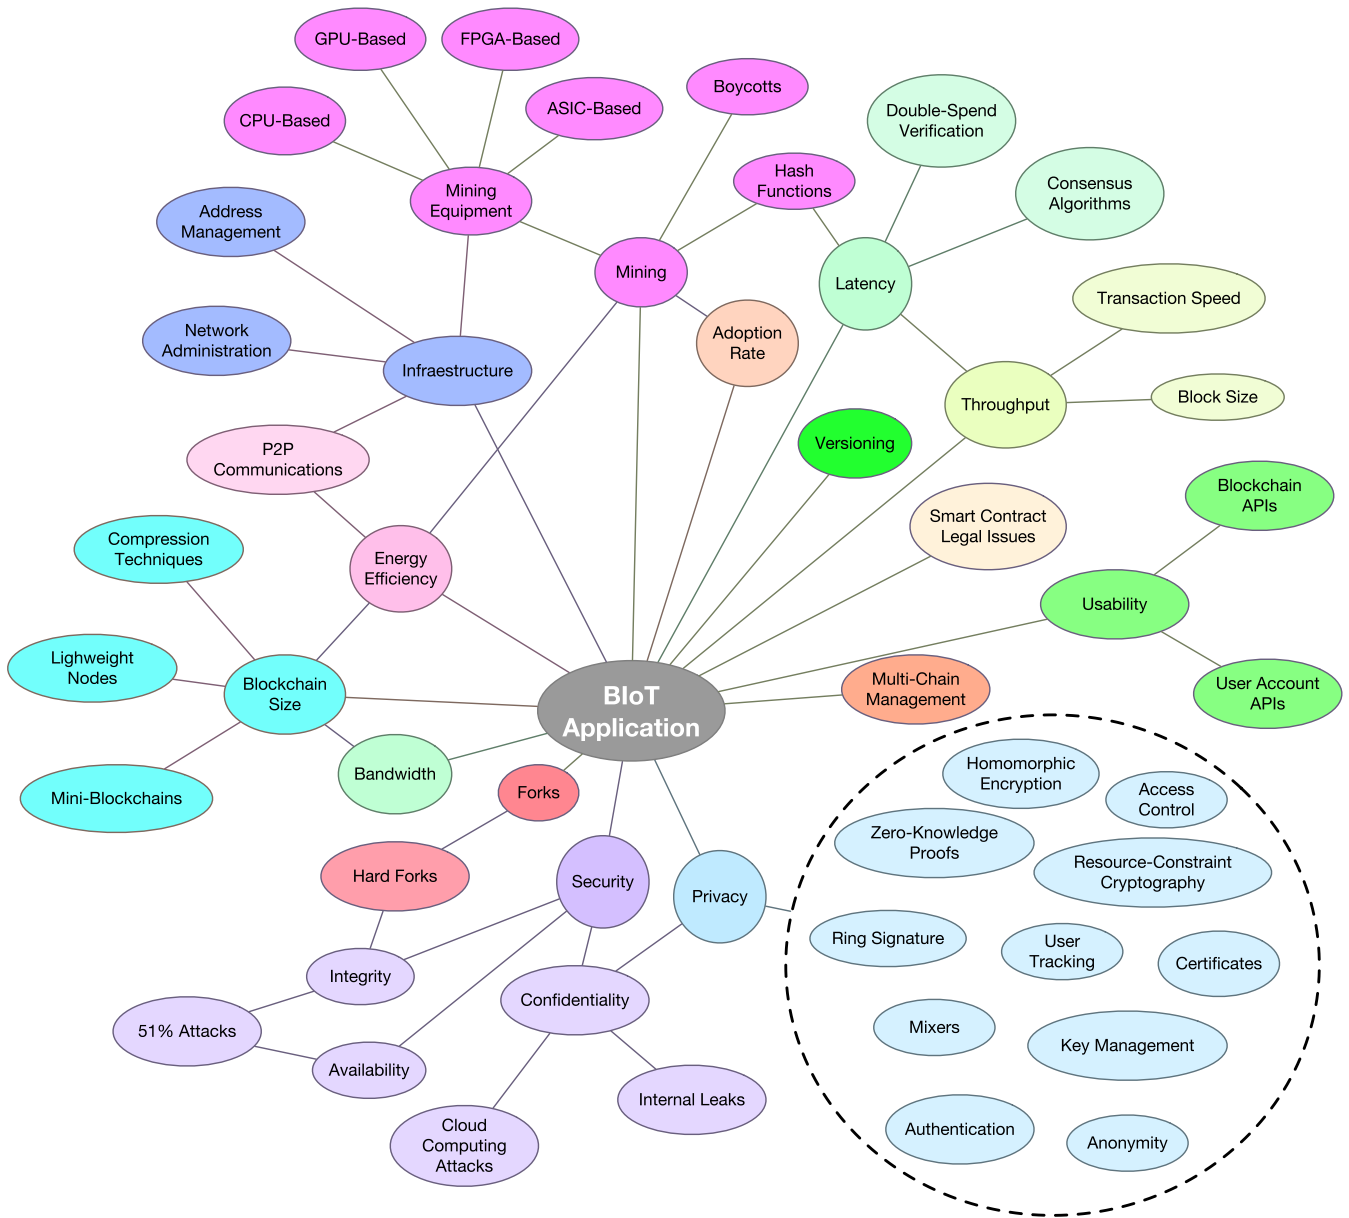 GPU-Based
FPGA-Based
CPU-Based
ASIC-Based
Boycotts
Double-Spend
Verification
Mining
Equipment
Hash
Functions
Consensus
Algorithms
Address
Management
Mining
Latency
Transaction Speed
Network
Administration
Infraestructure
Adoption
Rate
Throughput
Block Size
P2P
Communications
Versioning
Blockchain
APIs
Compression
Techniques
Energy
Efficiency
Smart Contract
Legal Issues
Usability
Lighweight
Nodes
Blockchain
Size
BIoT
Application
Multi-Chain
Management
User Account
APIs
Mini-Blockchains
Bandwidth
Forks
Homomorphic
Encryption
Access
Control
Zero-Knowledge
Proofs
Resource-Constraint
Cryptography
Hard Forks
Security
Privacy
Ring Signature
User
Tracking
Certificates
Integrity
Confidentiality
51% Attacks
Availability
Mixers
Key Management
Internal Leaks
Cloud
Computing
Attacks
Authentication
Anonymity